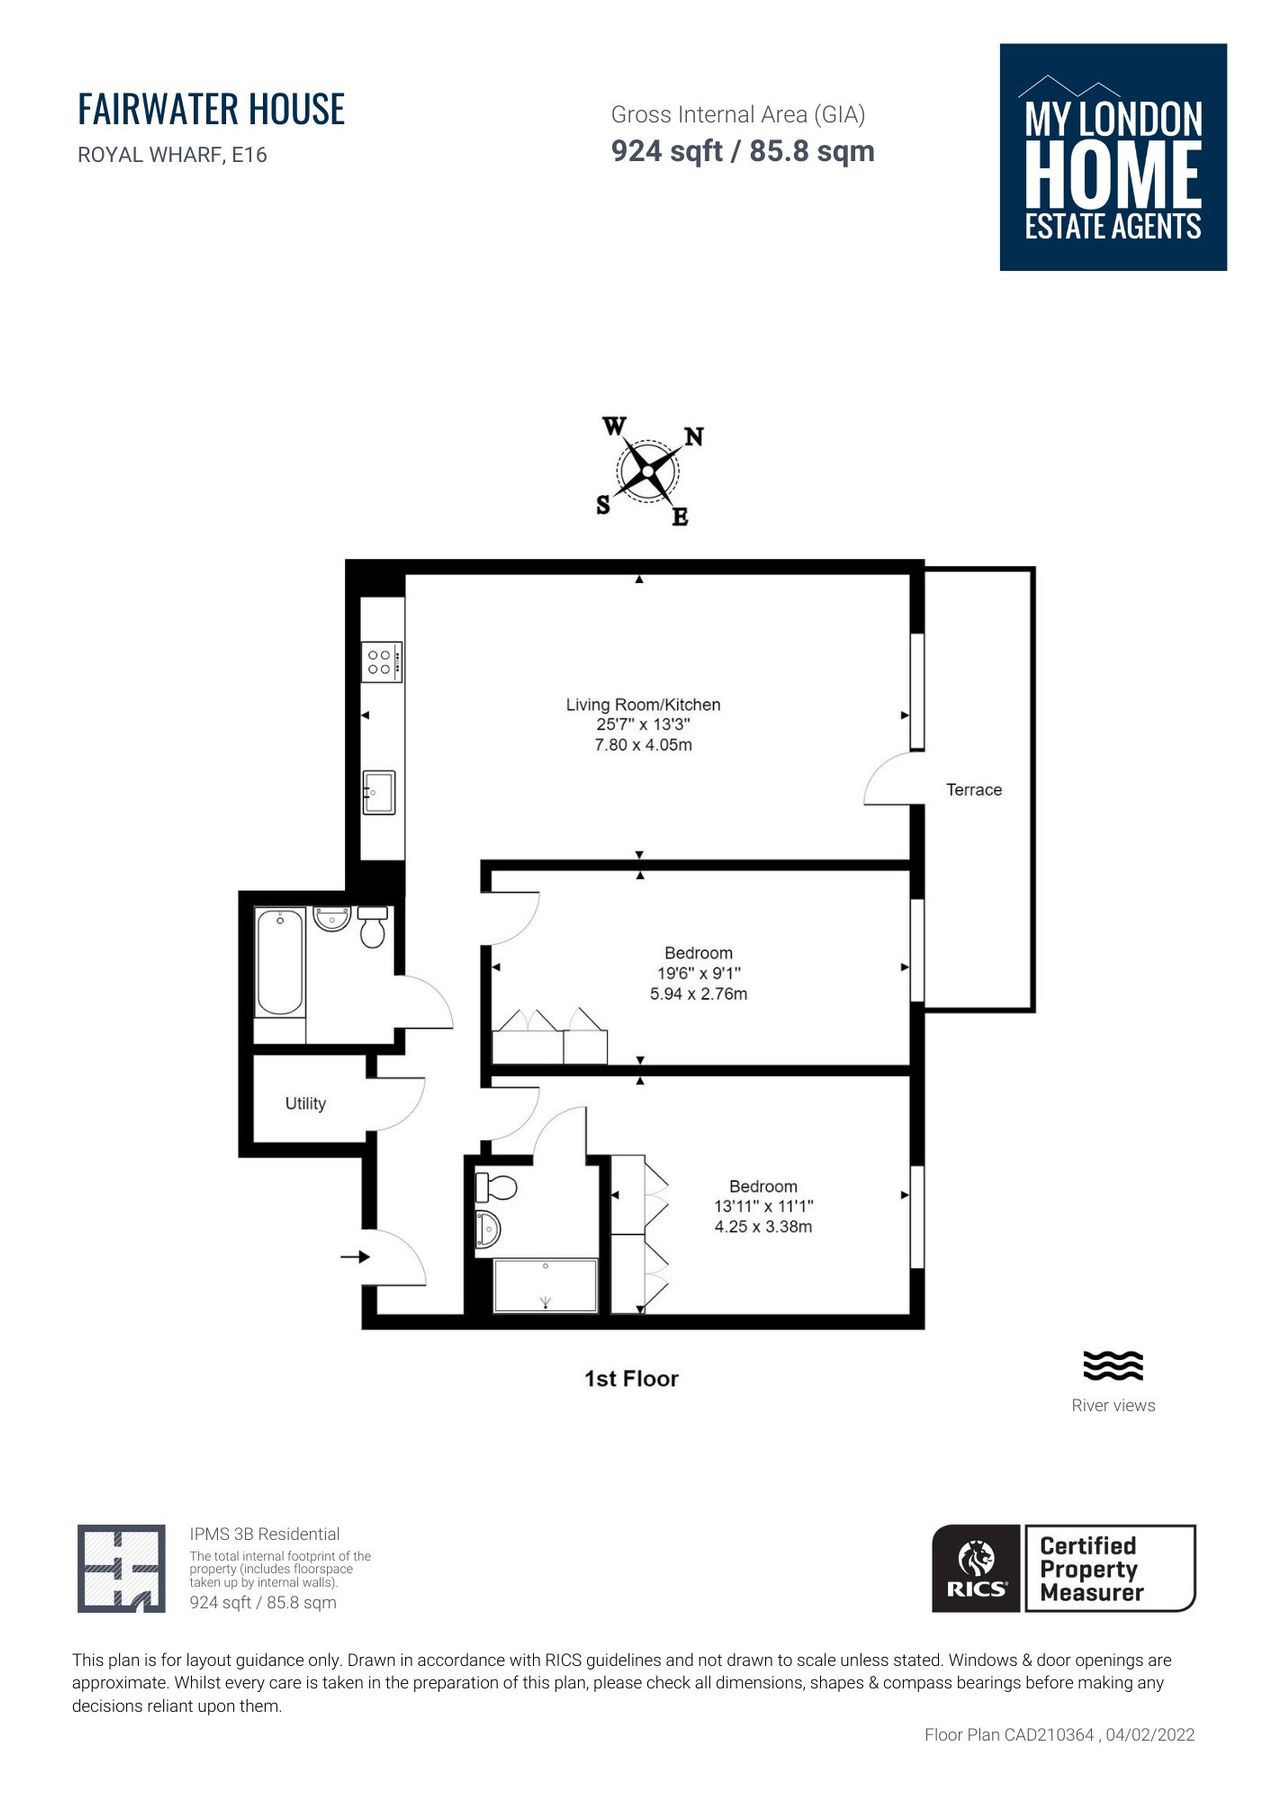 FAIRWATER HOUSE
ROYAL WHARF, E16
Gross Internal Area (GIA)
924 sqft / 85.8 sqm
MY LONDON
HOME
ESTATE AGENTS
W
N
S
E
Living Room/Kitchen
25'7" x 13'3"
7.80 x 4.05m
Terrace
Bedroom
19'6" x 9'1"
5.94 x 2.76m
Utility
Bedroom
13'11" x 11'1"
4.25 x 3.38m
1st Floor
River views
IPMS 3B Residential
The total internal footprint of the
property (includes floorspace
taken up by internal walls).
924 sqft / 85.8 sqm
RICS
Certified
Property
Measurer
This plan is for layout guidance only. Drawn in accordance with RICS guidelines and not drawn to scale unless stated. Windows & door openings are
approximate. Whilst every care is taken in the preparation of this plan, please check all dimensions, shapes & compass bearings before making any
decisions reliant upon them.
Floor Plan CAD210364 , 04/02/2022